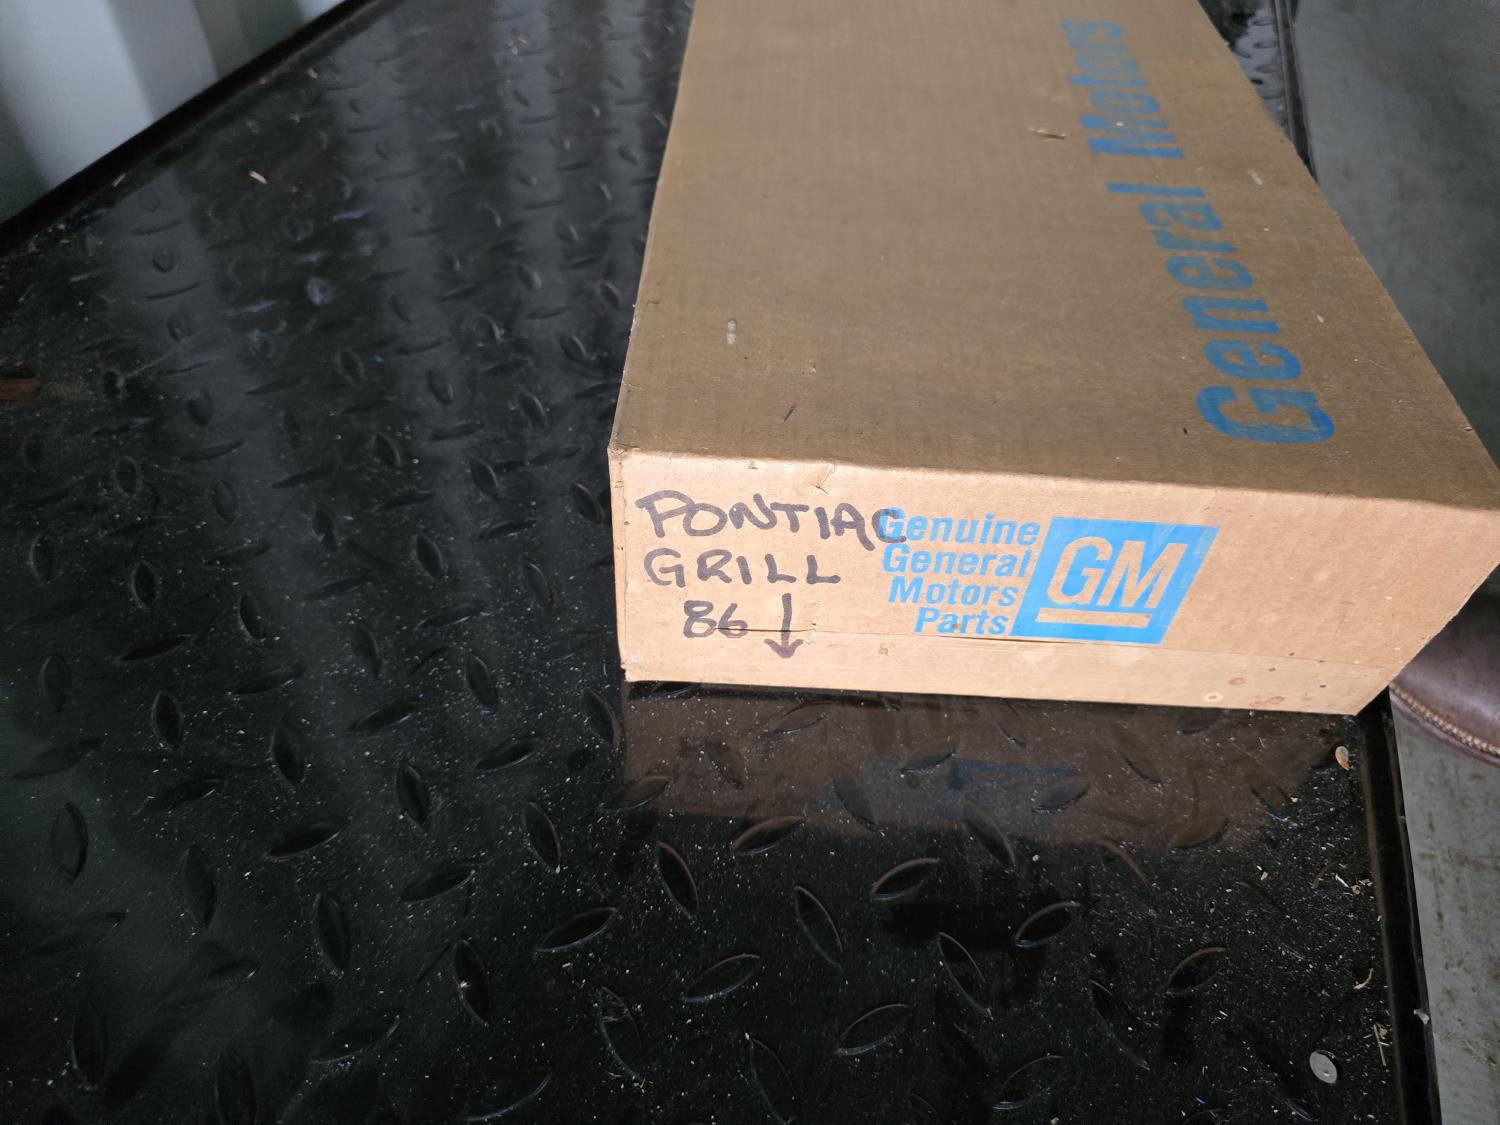 General Motors
PONTIAC
GRILL
86 ↓
Genuine
General
Motors
Parts
GM